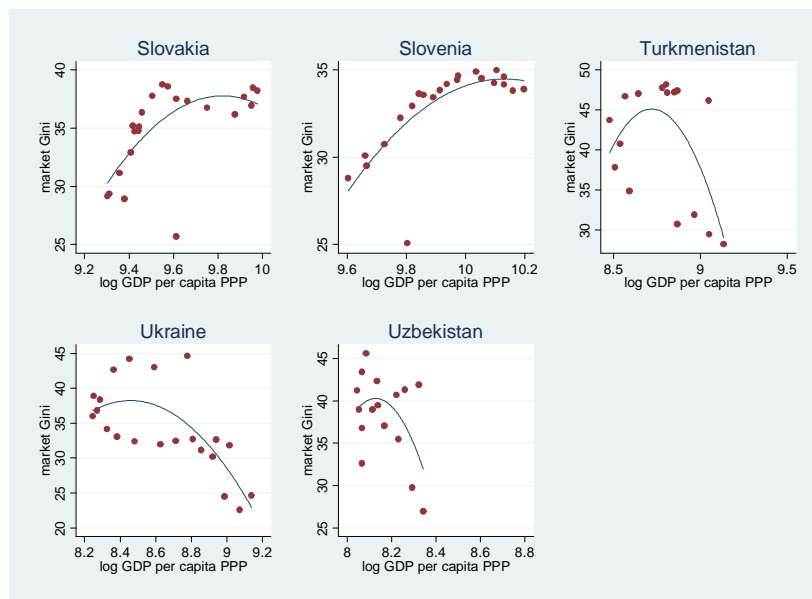 Slovakia
market Gini
40
35
30
25
9.2 9.4 9.6 9.8 10
log GDP per capita PPP
Slovenia
market Gini
35
30
25
9.6 9.8 10 10.2
log GDP per capita PPP
Turkmenistan
market Gini
50
45
40
35
30
8.5 9 9.5
log GDP per capita PPP
Ukraine
market Gini
45
40
35
30
25
20
8.2 8.4 8.6 8.8 9 9.2
log GDP per capita PPP
Uzbekistan
market Gini
45
40
35
30
25
8 8.2 8.4 8.6 8.8
log GDP per capita PPP